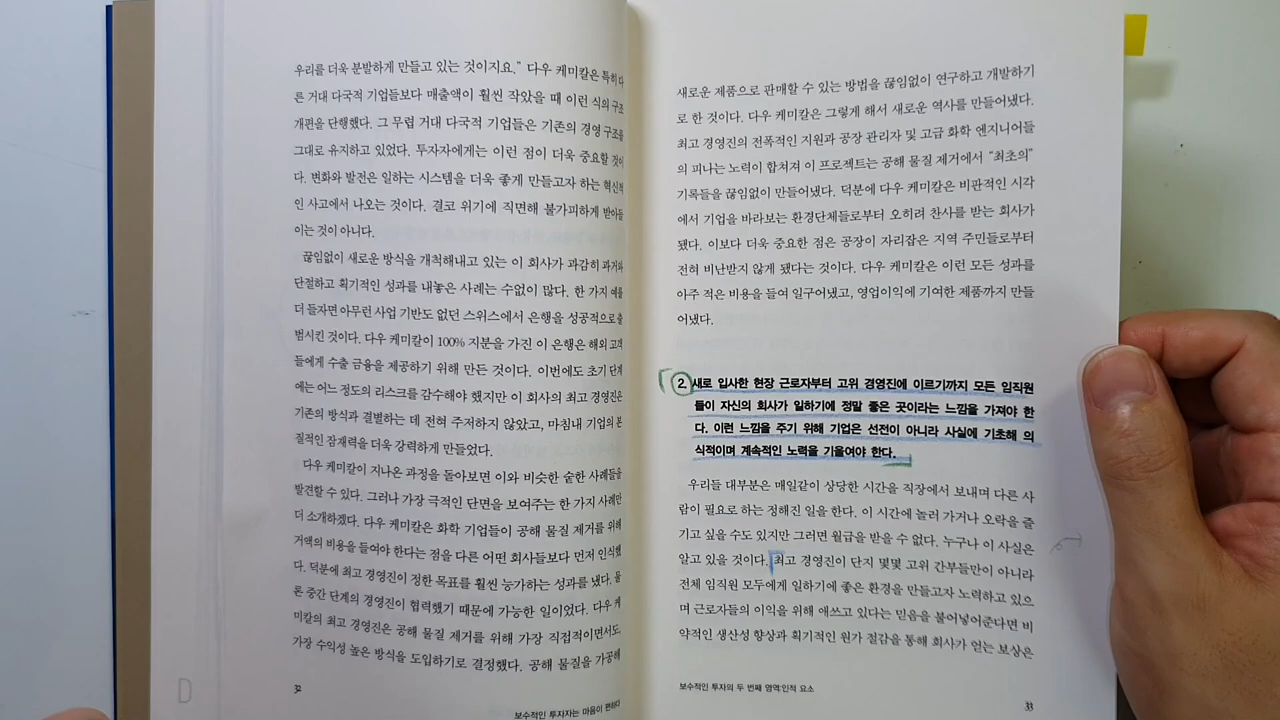 우리를 더욱 분발하게 만들고 있는 것이지요." 다우 케미칼은 특히 다
른 거대 다국적 기업들보다 매출액이 훨씬 작았을 때 이런 식의 구조
개편을 단행했다. 그 무렵 거대 다국적 기업들은 기존의 경영 구조를
그대로 유지하고 있었다. 투자자에게는 이런 점이 더욱 중요할 것이
다. 변화와 발전은 일하는 시스템을 더욱 좋게 만들고자 하는 혁신적
인 사고에서 나오는 것이다. 결코 위기에 직면해 불가피하게 받아들
이는 것이 아니다.
끊임없이 새로운 방식을 개척해내고 있는 이 회사가 과감히 과거와
단절하고 획기적인 성과를 내놓은 사례는 수없이 많다. 한 가지 예를
더 들자면 아무런 사업 기반도 없던 스위스에서 은행을 성공적으로 출
범시킨 것이다. 다우 케미칼이 100% 지분을 가진 이 은행은 해외 고객
들에게 수출 금융을 제공하기 위해 만든 것이다. 이번에도 초기 단계
에는 어느 정도의 리스크를 감수해야 했지만 이 회사의 최고 경영진은
기존의 방식과 결별하는 데 전혀 주저하지 않았고, 마침내 기업의 본
질적인 잠재력을 더욱 강력하게 만들었다.
다우 케미칼이 지나온 과정을 돌아보면 이와 비슷한 숱한 사례들을
발견할 수 있다. 그러나 가장 극적인 단면을 보여주는 한 가지 사례만
더 소개하겠다. 다우 케미칼은 화학 기업들이 공해 물질 제거를 위해
거액의 비용을 들여야 한다는 점을 다른 어떤 회사들보다 먼저 인식했
다. 덕분에 최고 경영진이 정한 목표를 훨씬 능가하는 성과를 냈다. 물
론 중간 단계의 경영진이 협력했기 때문에 가능한 일이었다. 다우 케
미칼의 최고 경영진은 공해 물질 제거를 위해 가장 직접적이면서도,
가장 수익성 높은 방식을 도입하기로 결정했다. 공해 물질을 가공해
32
보수적인 투자자는 마음이 편하다
D
새로운 제품으로 판매할 수 있는 방법을 끊임없이 연구하고 개발하기
로 한 것이다. 다우 케미칼은 그렇게 해서 새로운 역사를 만들어냈다.
최고 경영진의 전폭적인 지원과 공장 관리자 및 고급 화학 엔지니어들
의 피나는 노력이 합쳐져 이 프로젝트는 공해 물질 제거에서 "최초의"
기록들을 끊임없이 만들어냈다. 덕분에 다우 케미칼은 비판적인 시각
에서 기업을 바라보는 환경단체들로부터 오히려 찬사를 받는 회사가
됐다. 이보다 더욱 중요한 점은 공장이 자리잡은 지역 주민들로부터
전혀 비난받지 않게 됐다는 것이다. 다우 케미칼은 이런 모든 성과를
아주 적은 비용을 들여 일구어냈고, 영업이익에 기여한 제품까지 만들
어냈다.
2. 새로 입사한 현장 근로자부터 고위 경영진에 이르기까지 모든 임직원
들이 자신의 회사가 일하기에 정말 좋은 곳이라는 느낌을 가져야 한
다. 이런 느낌을 주기 위해 기업은 선전이 아니라 사실에 기초해 의
식적이며 계속적인 노력을 기울여야 한다.
우리들 대부분은 매일같이 상당한 시간을 직장에서 보내며 다른 사
람이 필요로 하는 정해진 일을 한다. 이 시간에 놀러 가거나 오락을 즐
기고 싶을 수도 있지만 그러면 월급을 받을 수 없다. 누구나 이 사실은
알고 있을 것이다. 최고 경영진이 단지 몇몇 고위 간부들만이 아니라
전체 임직원 모두에게 일하기에 좋은 환경을 만들고자 노력하고 있으
며 근로자들의 이익을 위해 애쓰고 있다는 믿음을 불어넣어준다면 비
약적인 생산성 향상과 획기적인 원가 절감을 통해 회사가 얻는 보상은
보수적인 투자의 두 번째 영역:인적 요소
33